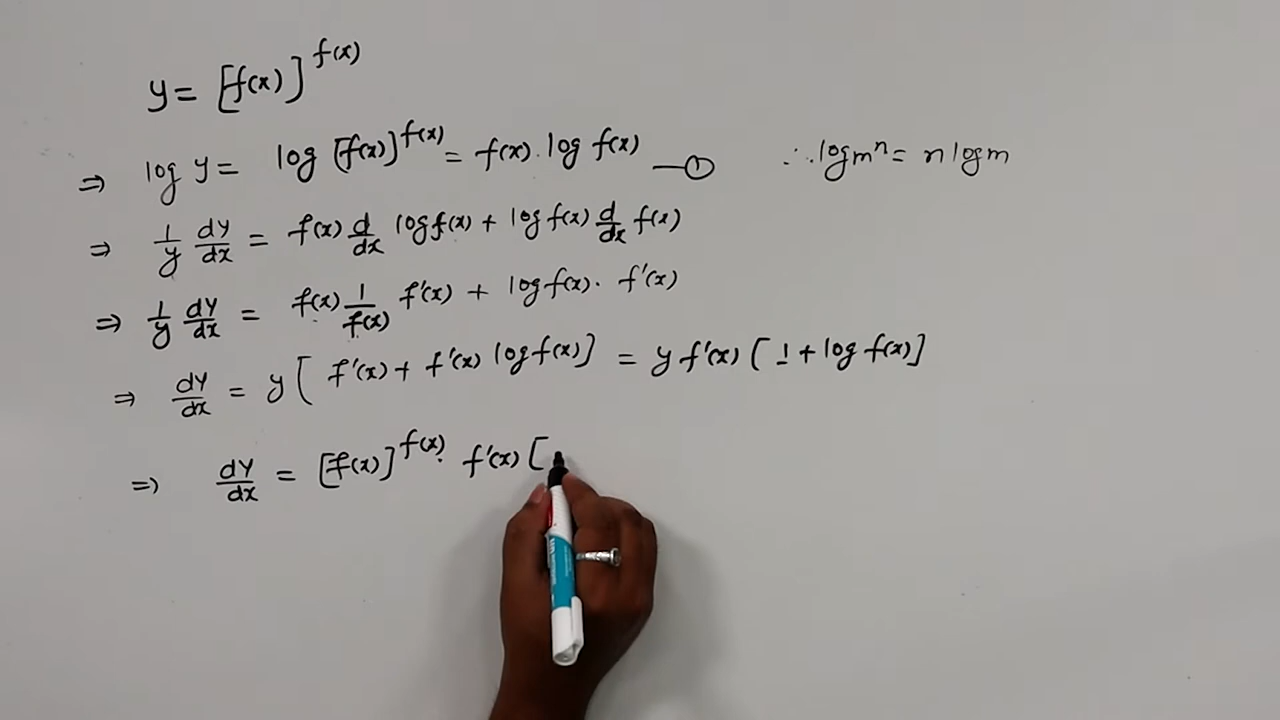 y = [f(x)]^f(x)
⇒ log y = log [f(x)]^f(x) = f(x). log f(x) —① ∴ log mⁿ = n log m
⇒ 1/y dy/dx = f(x) d/dx log f(x) + log f(x) d/dx f(x)
⇒ 1/y dy/dx = f(x) 1/f(x) f'(x) + log f(x). f'(x)
⇒ dy/dx = y [ f'(x) + f'(x) log f(x)] = y f'(x) [ 1 + log f(x)]
⇒ dy/dx = [f(x)]^f(x). f'(x) [